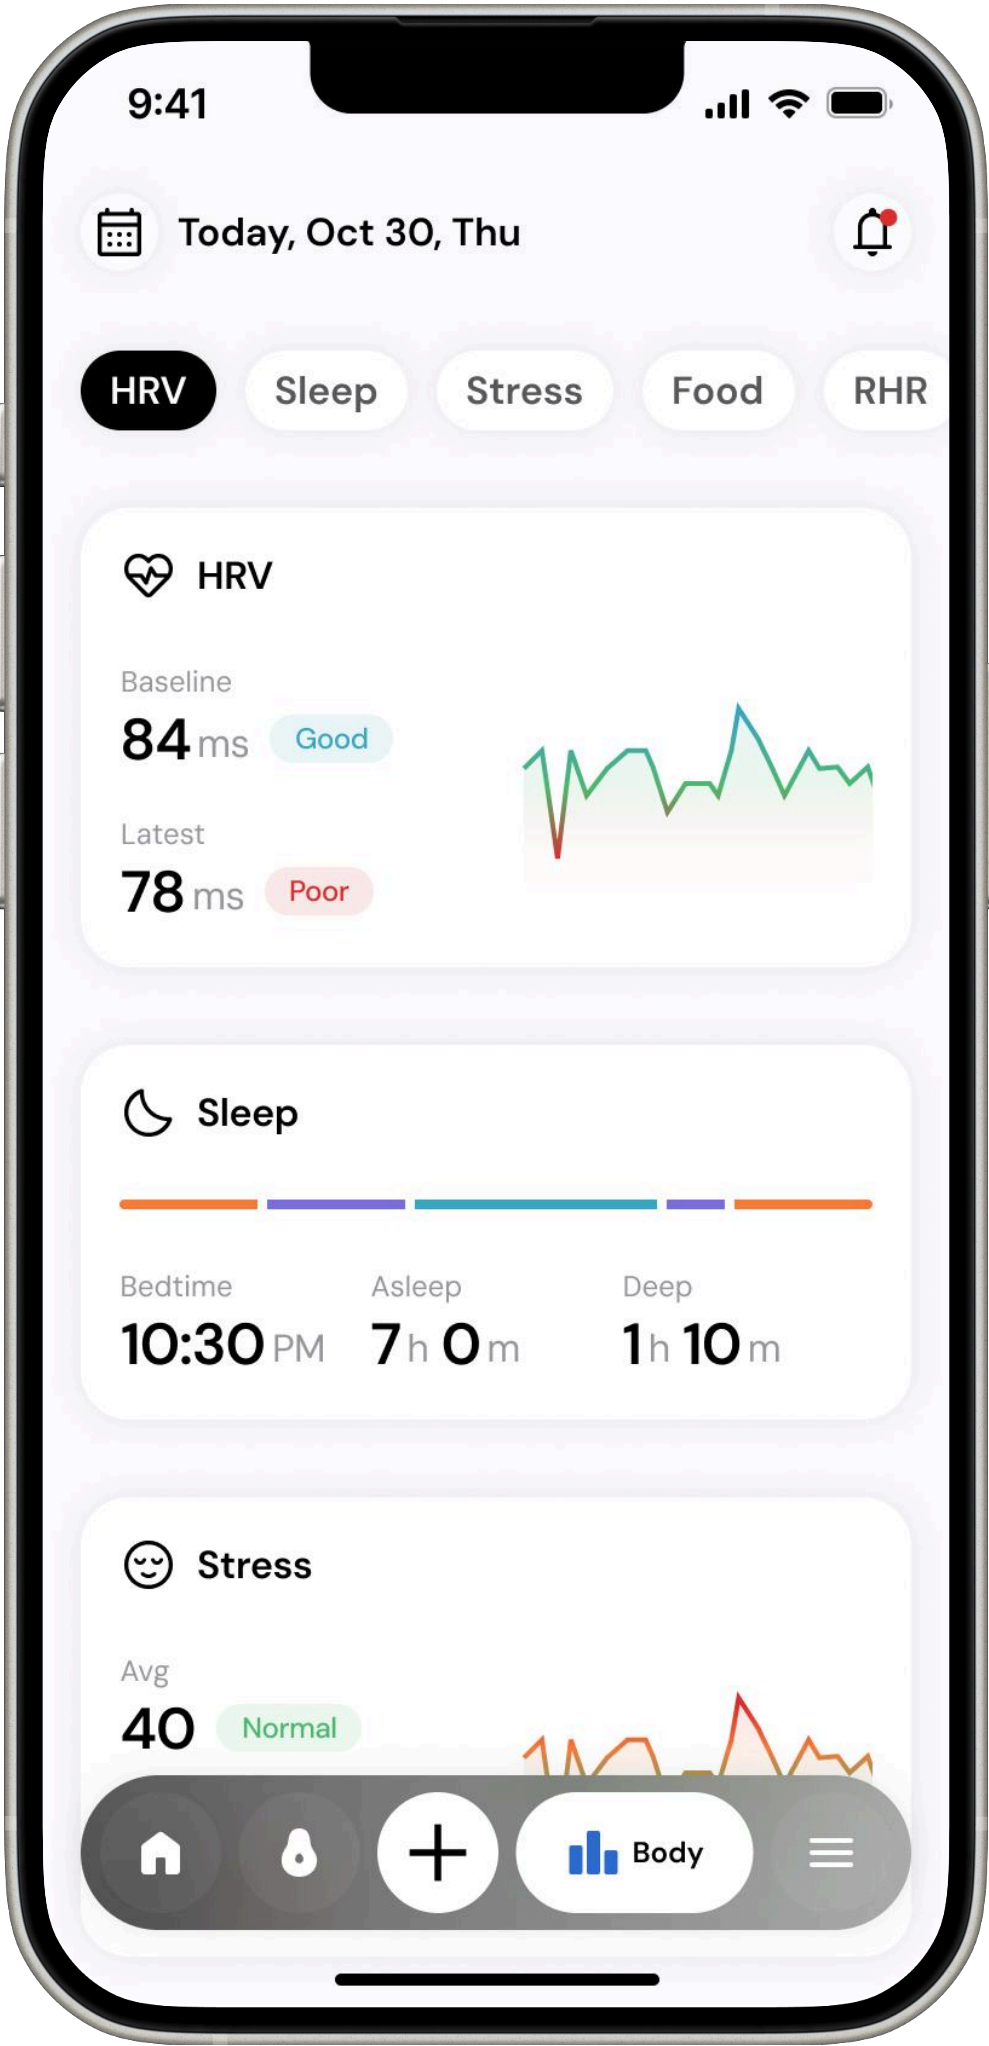 9:41
Today, Oct 30, Thu
HRV Sleep Stress Food RHR
HRV
Baseline
84 ms Good
Latest
78 ms Poor
Sleep
Bedtime Asleep Deep
10:30 PM 7 h 0 m 1 h 10 m
Stress
Avg
40 Normal
Body